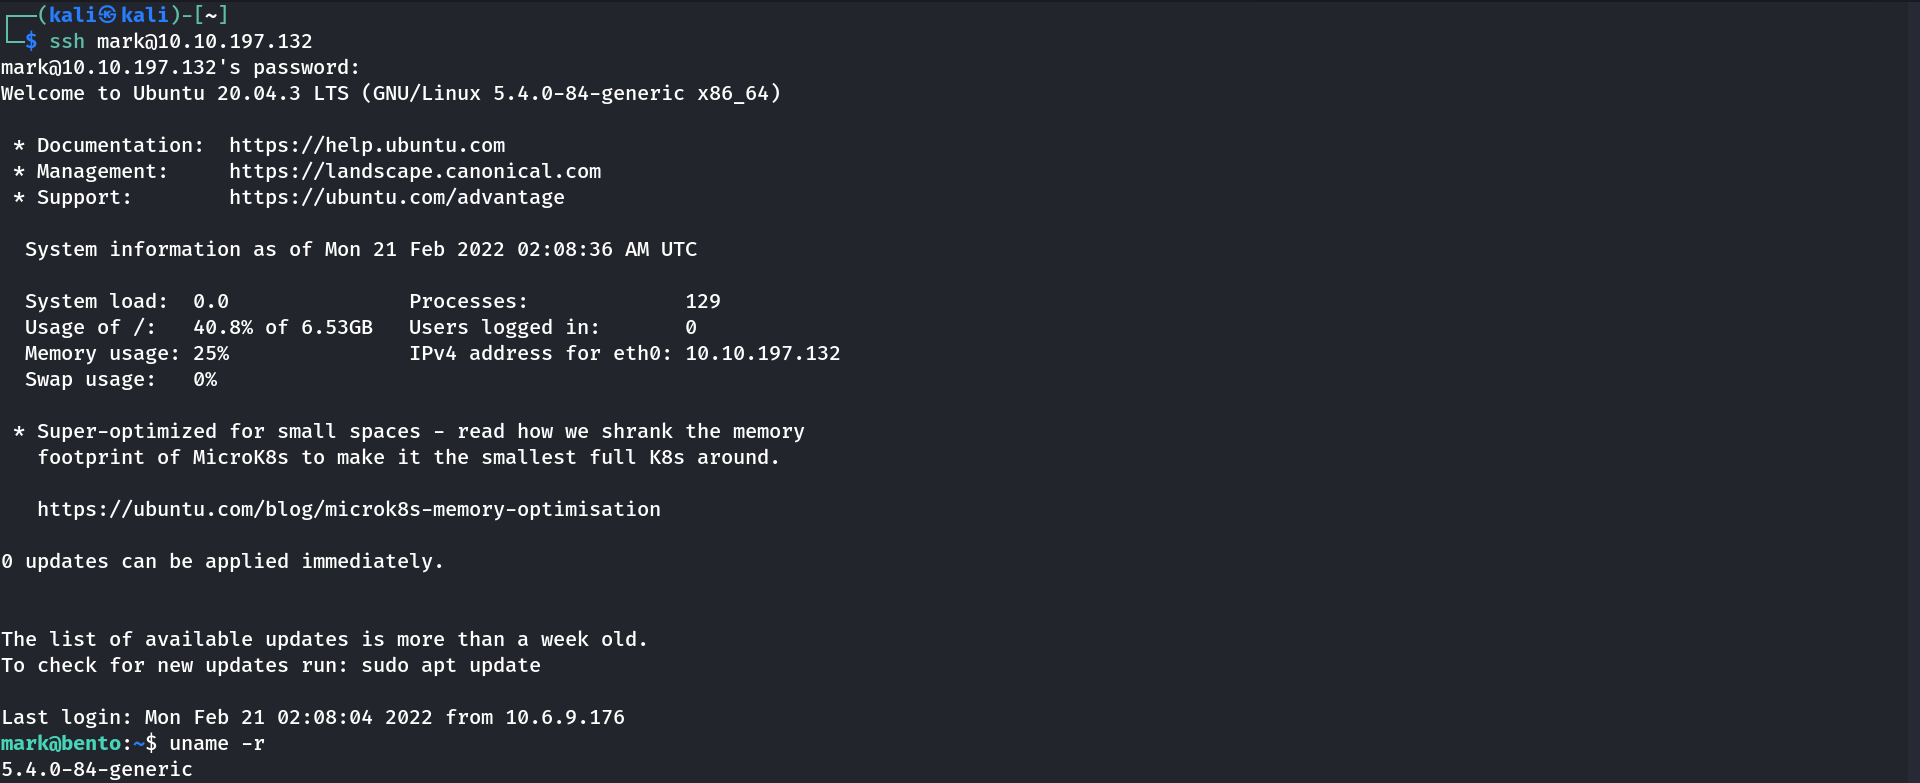 ┌──(kali㉿kali)-[~]
└─$ ssh mark@10.10.197.132
mark@10.10.197.132's password:
Welcome to Ubuntu 20.04.3 LTS (GNU/Linux 5.4.0-84-generic x86_64)
* Documentation:  https://help.ubuntu.com
* Management:     https://landscape.canonical.com
* Support:        https://ubuntu.com/advantage
System information as of Mon 21 Feb 2022 02:08:36 AM UTC
System load:  0.0               Processes:             129
Usage of /:   40.8% of 6.53GB   Users logged in:       0
Memory usage: 25%               IPv4 address for eth0: 10.10.197.132
Swap usage:   0%
* Super-optimized for small spaces - read how we shrank the memory
footprint of MicroK8s to make it the smallest full K8s around.
https://ubuntu.com/blog/microk8s-memory-optimisation
0 updates can be applied immediately.
The list of available updates is more than a week old.
To check for new updates run: sudo apt update
Last login: Mon Feb 21 02:08:04 2022 from 10.6.9.176
mark@bento:~$ uname -r
5.4.0-84-generic